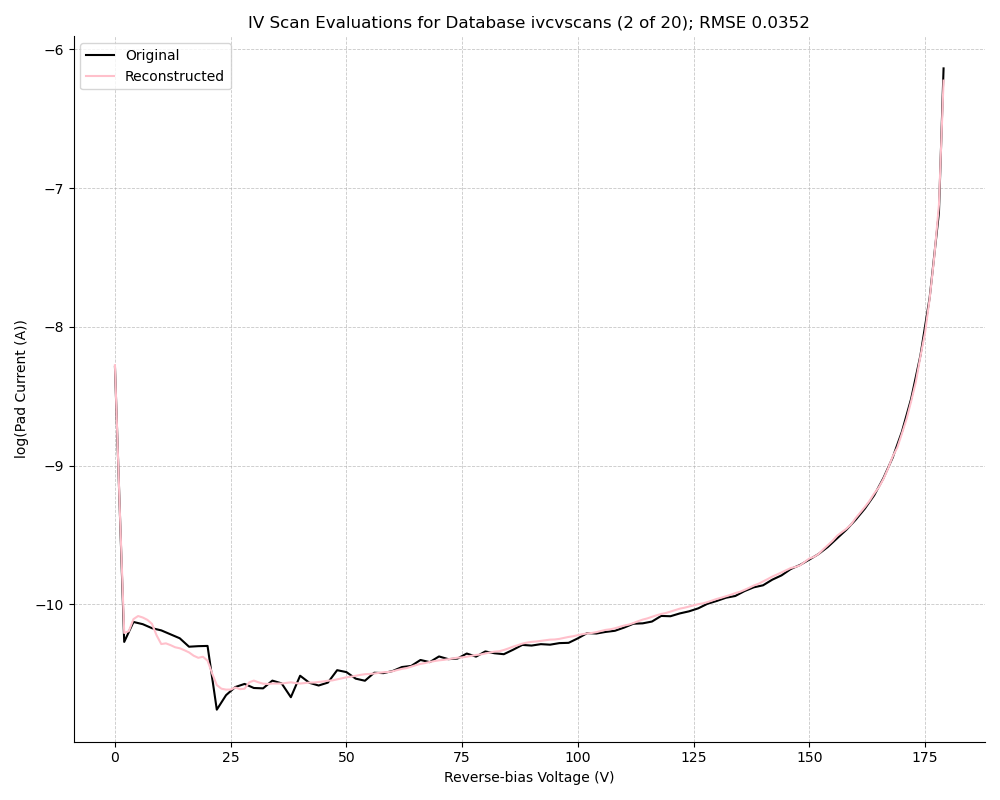 IV Scan Evaluations for Database ivcvscans (2 of 20); RMSE 0.0352
Original
Reconstructed
−6
−7
−8
−9
−10
log(Pad Current (A))
0
25
50
75
100
125
150
175
Reverse-bias Voltage (V)